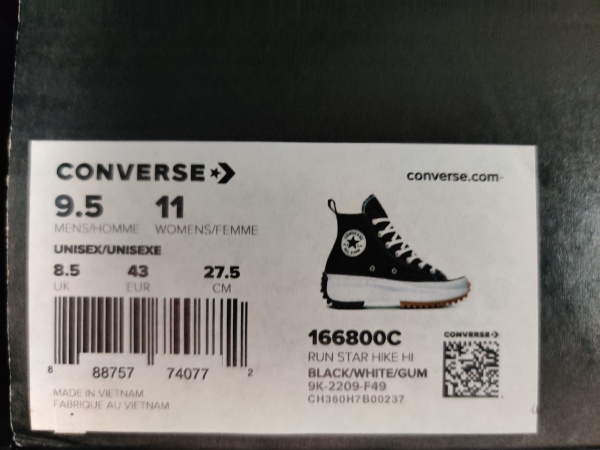 CONVERSE
converse.com
9.5 11
MENS/HOMME WOMENS/FEMME
UNISEX/UNISEXE
8.5 43 27.5
UK EUR CM
8 88757 74077 2
MADE IN VIETNAM
FABRIQUE AU VIETNAM
166800C
RUN STAR HIKE HI
BLACK/WHITE/GUM
9K-2209-F49
CH360H7B00237
CONVERSE